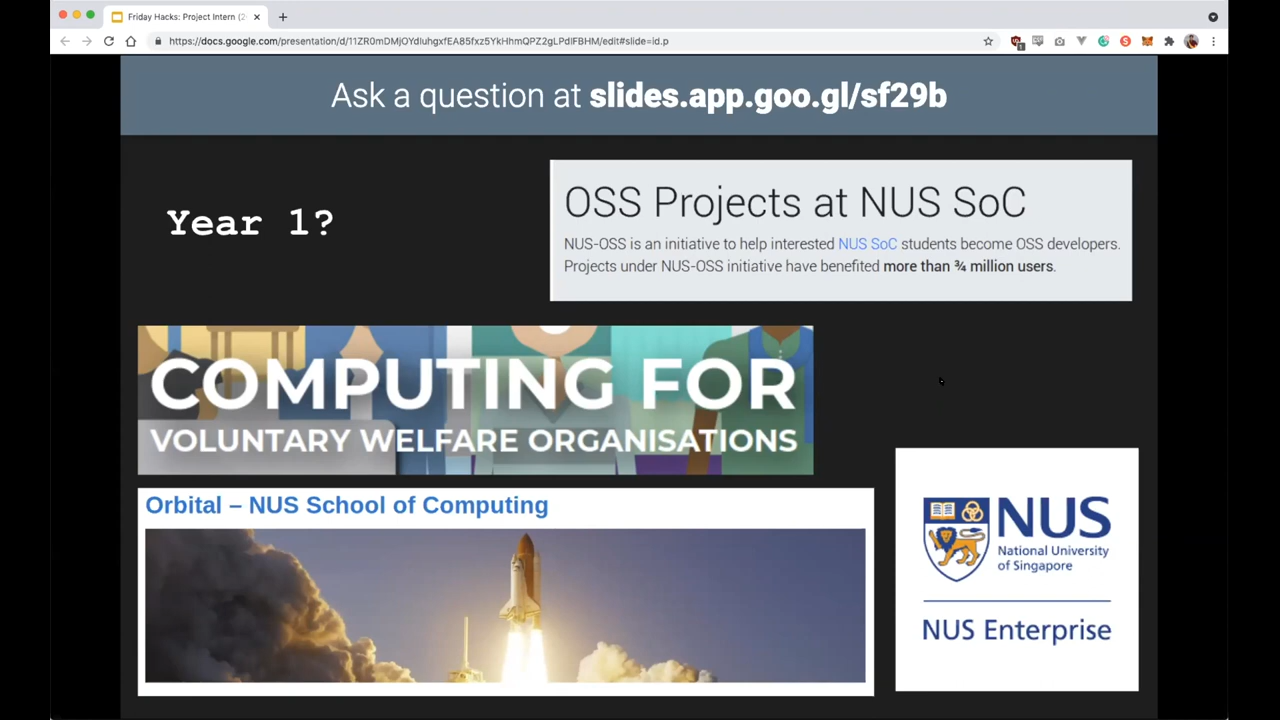 Friday Hacks: Project Intern (2
https://docs.google.com/presentation/d/11ZR0mDMjOYdluhgxfEA85fxz5YkHhmQPZ2gLPdiFBHM/edit#slide=id.p
Ask a question at slides.app.goo.gl/sf29b
Year 1?
OSS Projects at NUS SoC
NUS-OSS is an initiative to help interested NUS SoC students become OSS developers.
Projects under NUS-OSS initiative have benefited more than ¾ million users.
COMPUTING FOR
VOLUNTARY WELFARE ORGANISATIONS
Orbital – NUS School of Computing
NUS
National University
of Singapore
NUS Enterprise